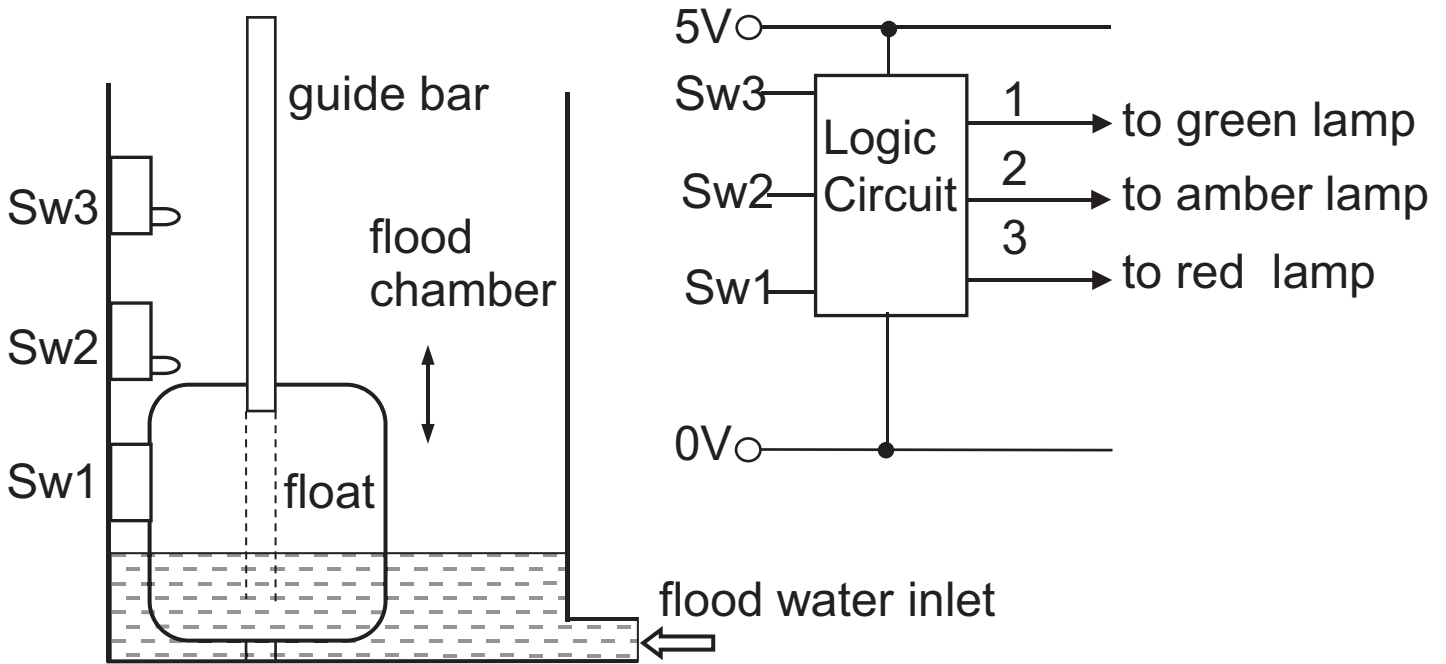 guide bar
Sw3
flood
chamber
Sw2
Sw1
float
flood water inlet
5V
Sw3
Logic
Circuit
Sw2
Sw1
1
to green lamp
2
to amber lamp
3
to red lamp
0V